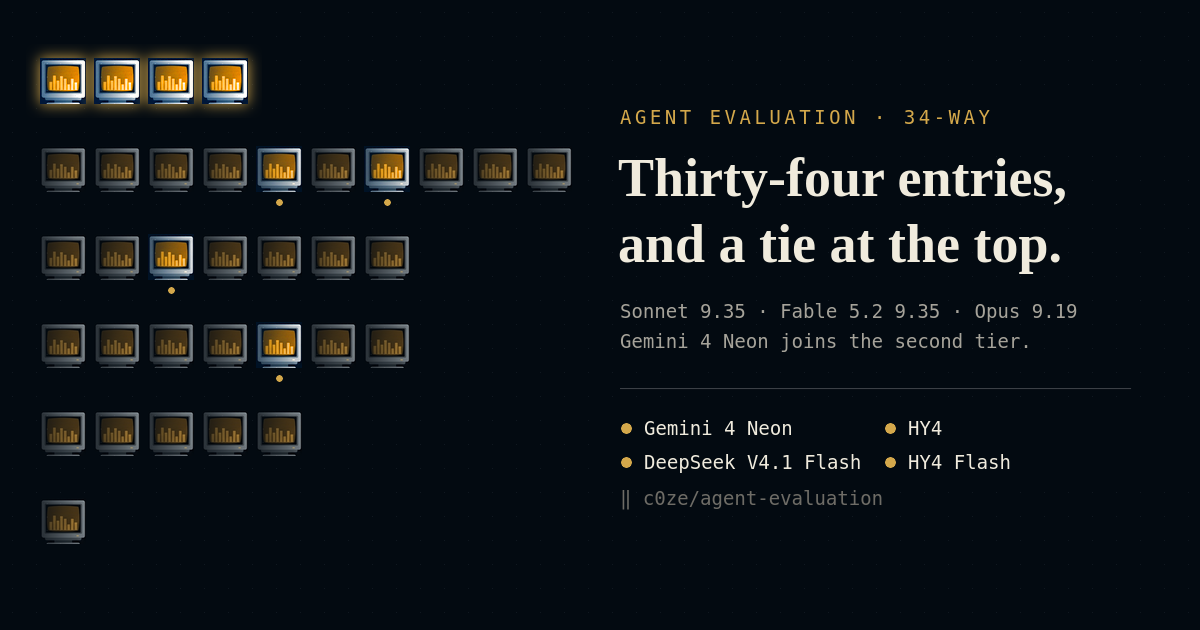 AGENT EVALUATION · 34-WAY
Thirty-four entries,
and a tie at the top.
Sonnet 9.35 · Fable 5.2 9.35 · Opus 9.19
Gemini 4 Neon joins the second tier.
Gemini 4 Neon
HY4
DeepSeek V4.1 Flash
HY4 Flash
‖ c0ze/agent-evaluation